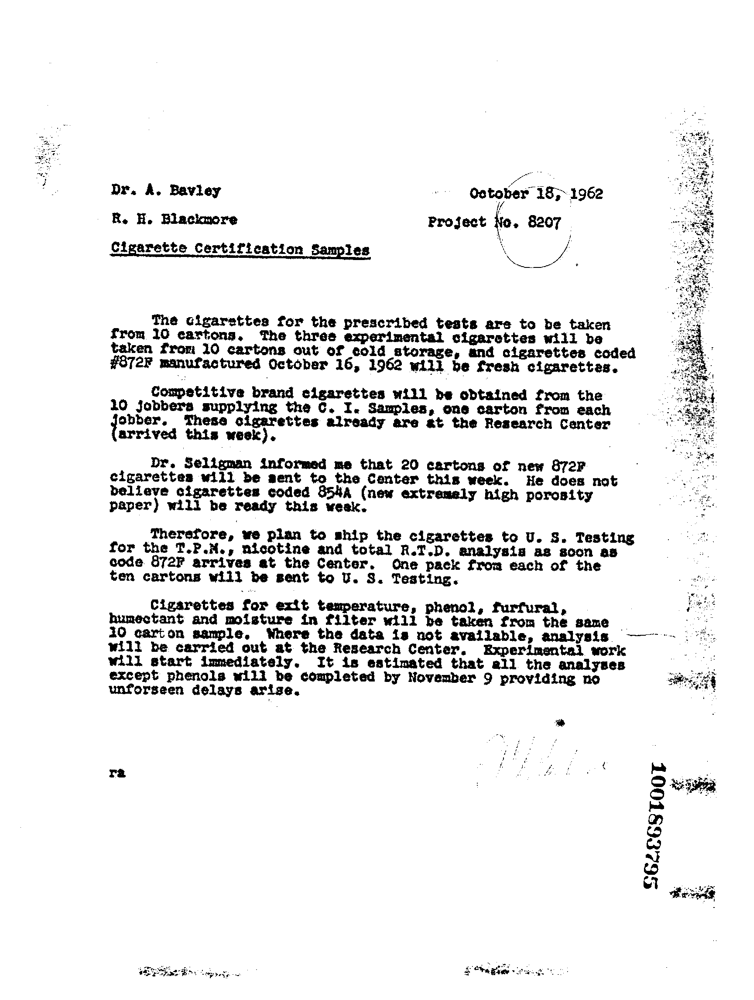 Dr. A. Bavley October 18, 1962
R. H. Blackmore Project No. 8207
Cigarette Certification Samples
The cigarettes for the prescribed tests are to be taken
from 10 cartons. The three experimental cigarettes will be
taken from 10 cartons out of cold storage, and cigarettes coded
#872F manufactured October 16, 1962 will be fresh cigarettes.
Competitive brand cigarettes will be obtained from the
10 jobbers supplying the C. I. Samples, one carton from each
jobber. These cigarettes already are at the Research Center
(arrived this week).
Dr. Seligman informed me that 20 cartons of new 872F
cigarettes will be sent to the Center this week. He does not
believe cigarettes coded 854A (new extremely high porosity
paper) will be ready this week.
Therefore, we plan to ship the cigarettes to U. S. Testing
for the T.P.M., nicotine and total R.T.D. analysis as soon as
code 872F arrives at the Center. One pack from each of the
ten cartons will be sent to U. S. Testing.
Cigarettes for exit temperature, phenol, furfural,
humectant and moisture in filter will be taken from the same
10 carton sample. Where the data is not available, analysis
will be carried out at the Research Center. Experimental work
will start immediately. It is estimated that all the analyses
except phenols will be completed by November 9 providing no
unforseen delays arise.
ra
1001893795